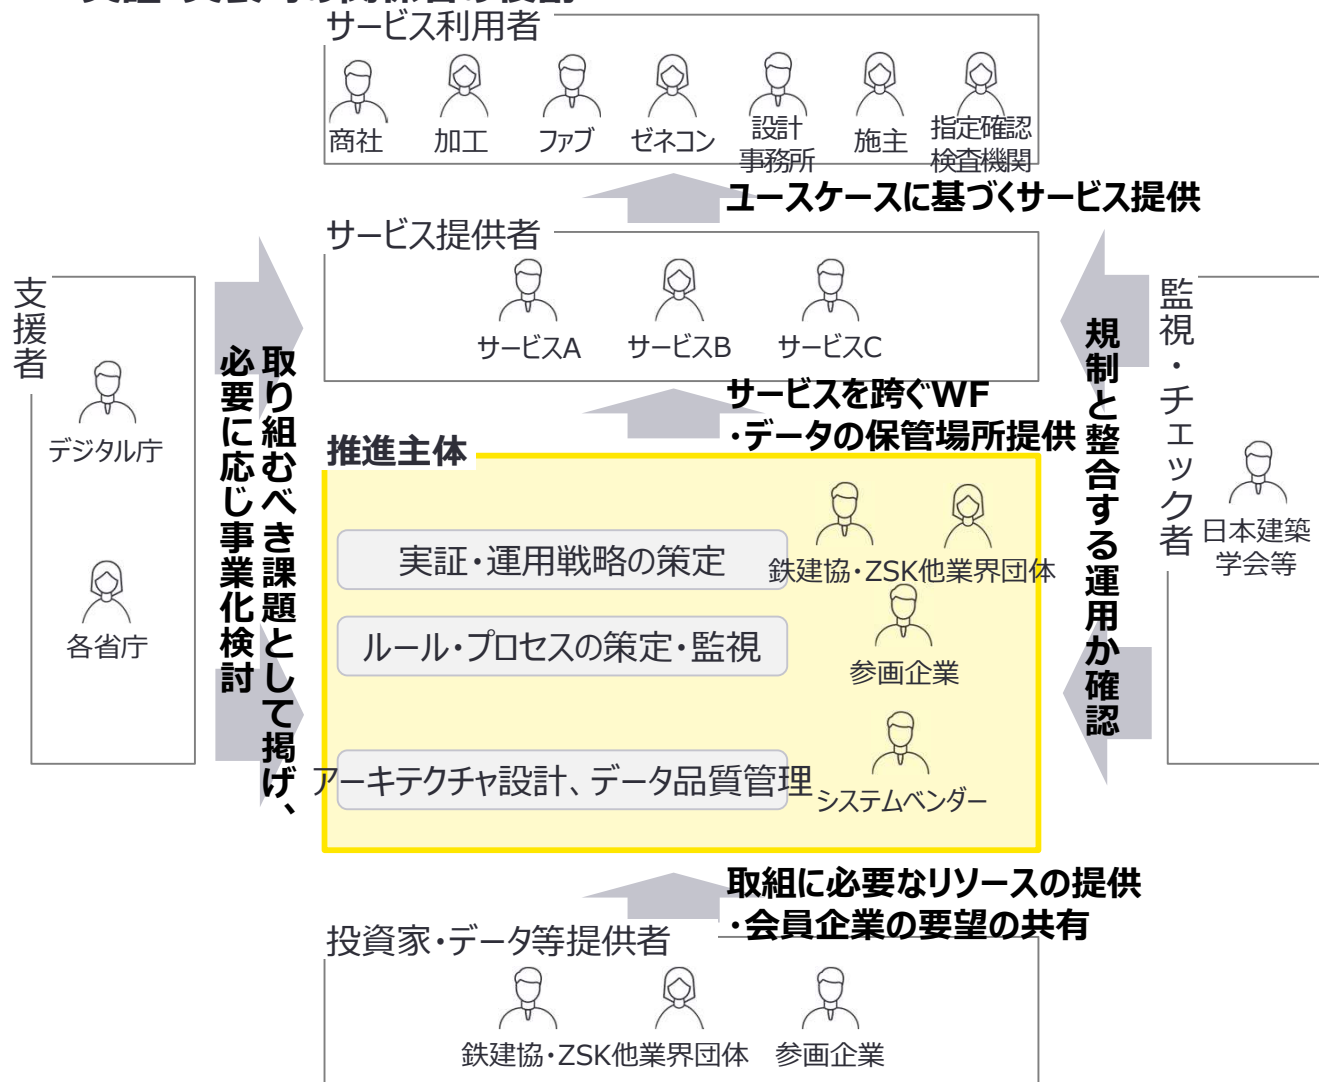 サービス利用者
商社
加工
ファブ
ゼネコン
設計
事務所
施主
指定確認
検査機関
ユースケースに基づくサービス提供
サービス提供者
サービスA
サービスB
サービスC
支援者
デジタル庁
各省庁
取り組むべき課題として掲げ、
必要に応じ事業化検討
サービスを跨ぐWF
・データの保管場所提供
推進主体
実証・運用戦略の策定
鉄建協・ZSK他業界団体
ルール・プロセスの策定・監視
参画企業
アーキテクチャ設計、データ品質管理
システムベンダー
規制と整合する運用か確認
監視・チェック者
日本建築
学会等
取組に必要なリソースの提供
・会員企業の要望の共有
投資家・データ等提供者
鉄建協・ZSK他業界団体
参画企業